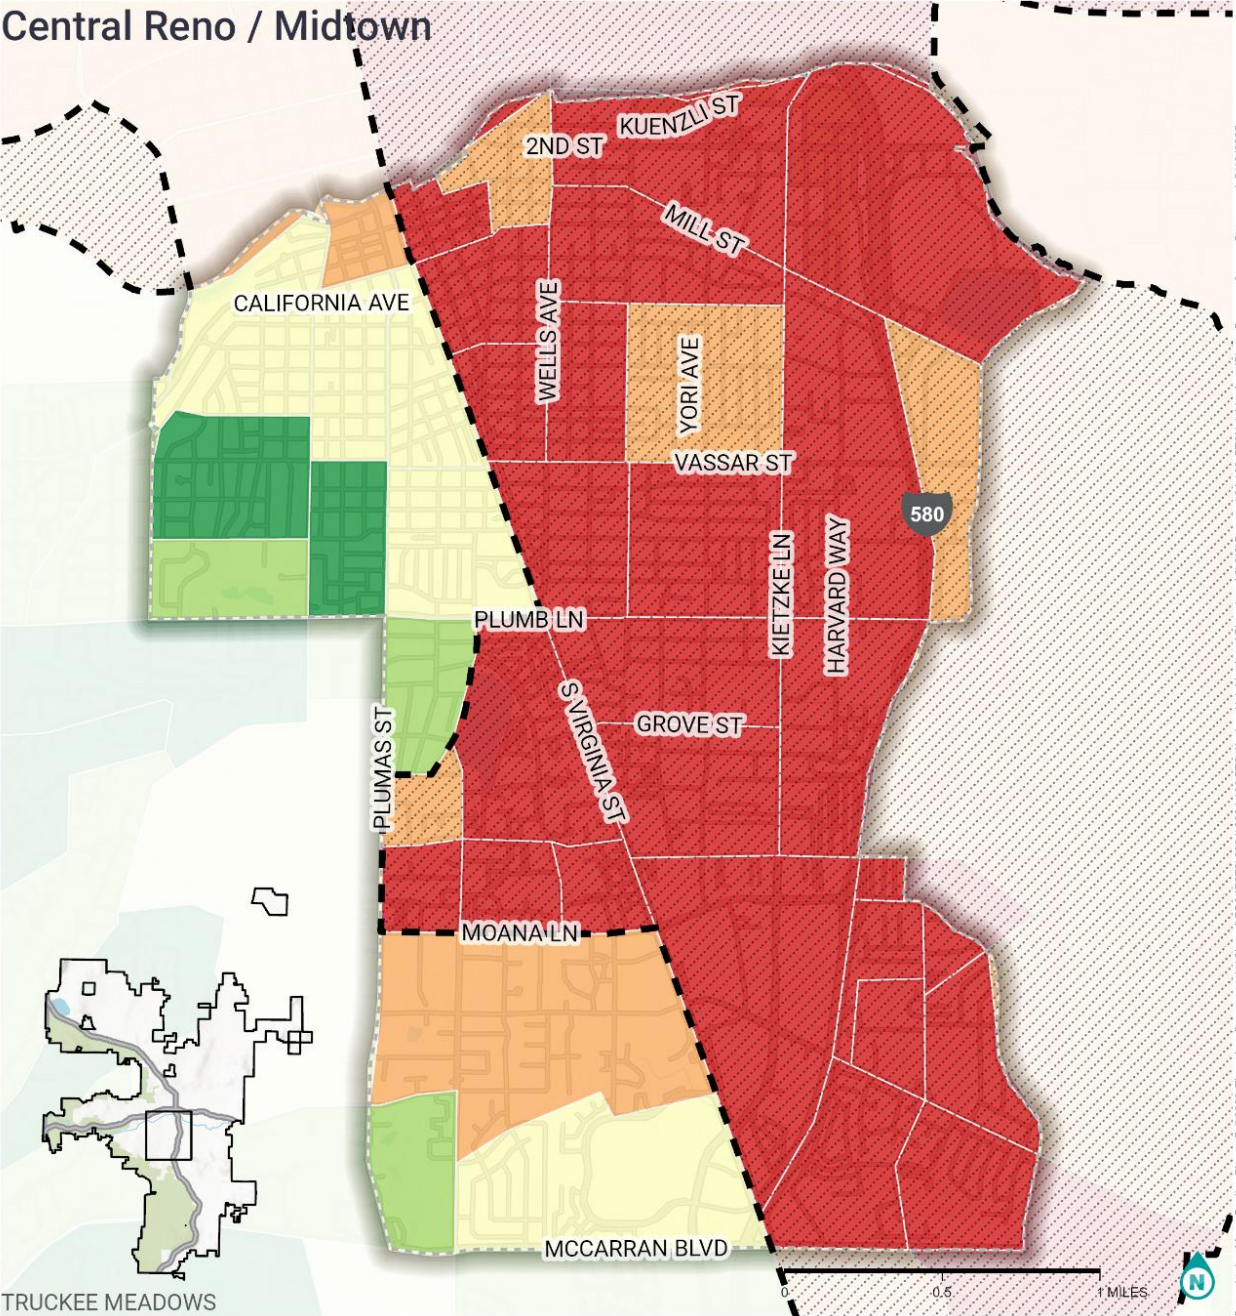 Central Reno / Midtown
KUENZLI ST
2ND ST
MILL ST
CALIFORNIA AVE
WELLS AVE
YORI AVE
VASSAR ST
580
KIETZKE LN
HARVARD WAY
PLUMB LN
S VIRGINIA ST
GROVE ST
PLUMAS ST
MOANA LN
MCCARRAN BLVD
0 0.5 1 MILES
N
TRUCKEE MEADOWS